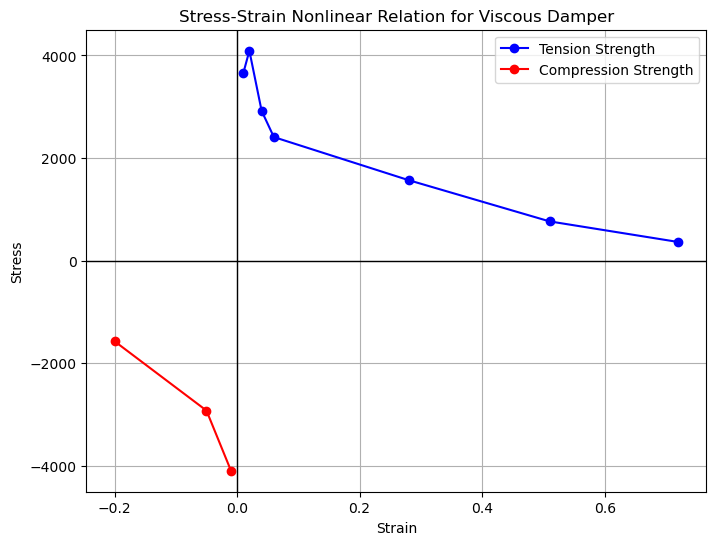 Stress-Strain Nonlinear Relation for Viscous Damper
Tension Strength
Compression Strength
4000
2000
0
−2000
−4000
Stress
−0.2
0.0
0.2
0.4
0.6
Strain